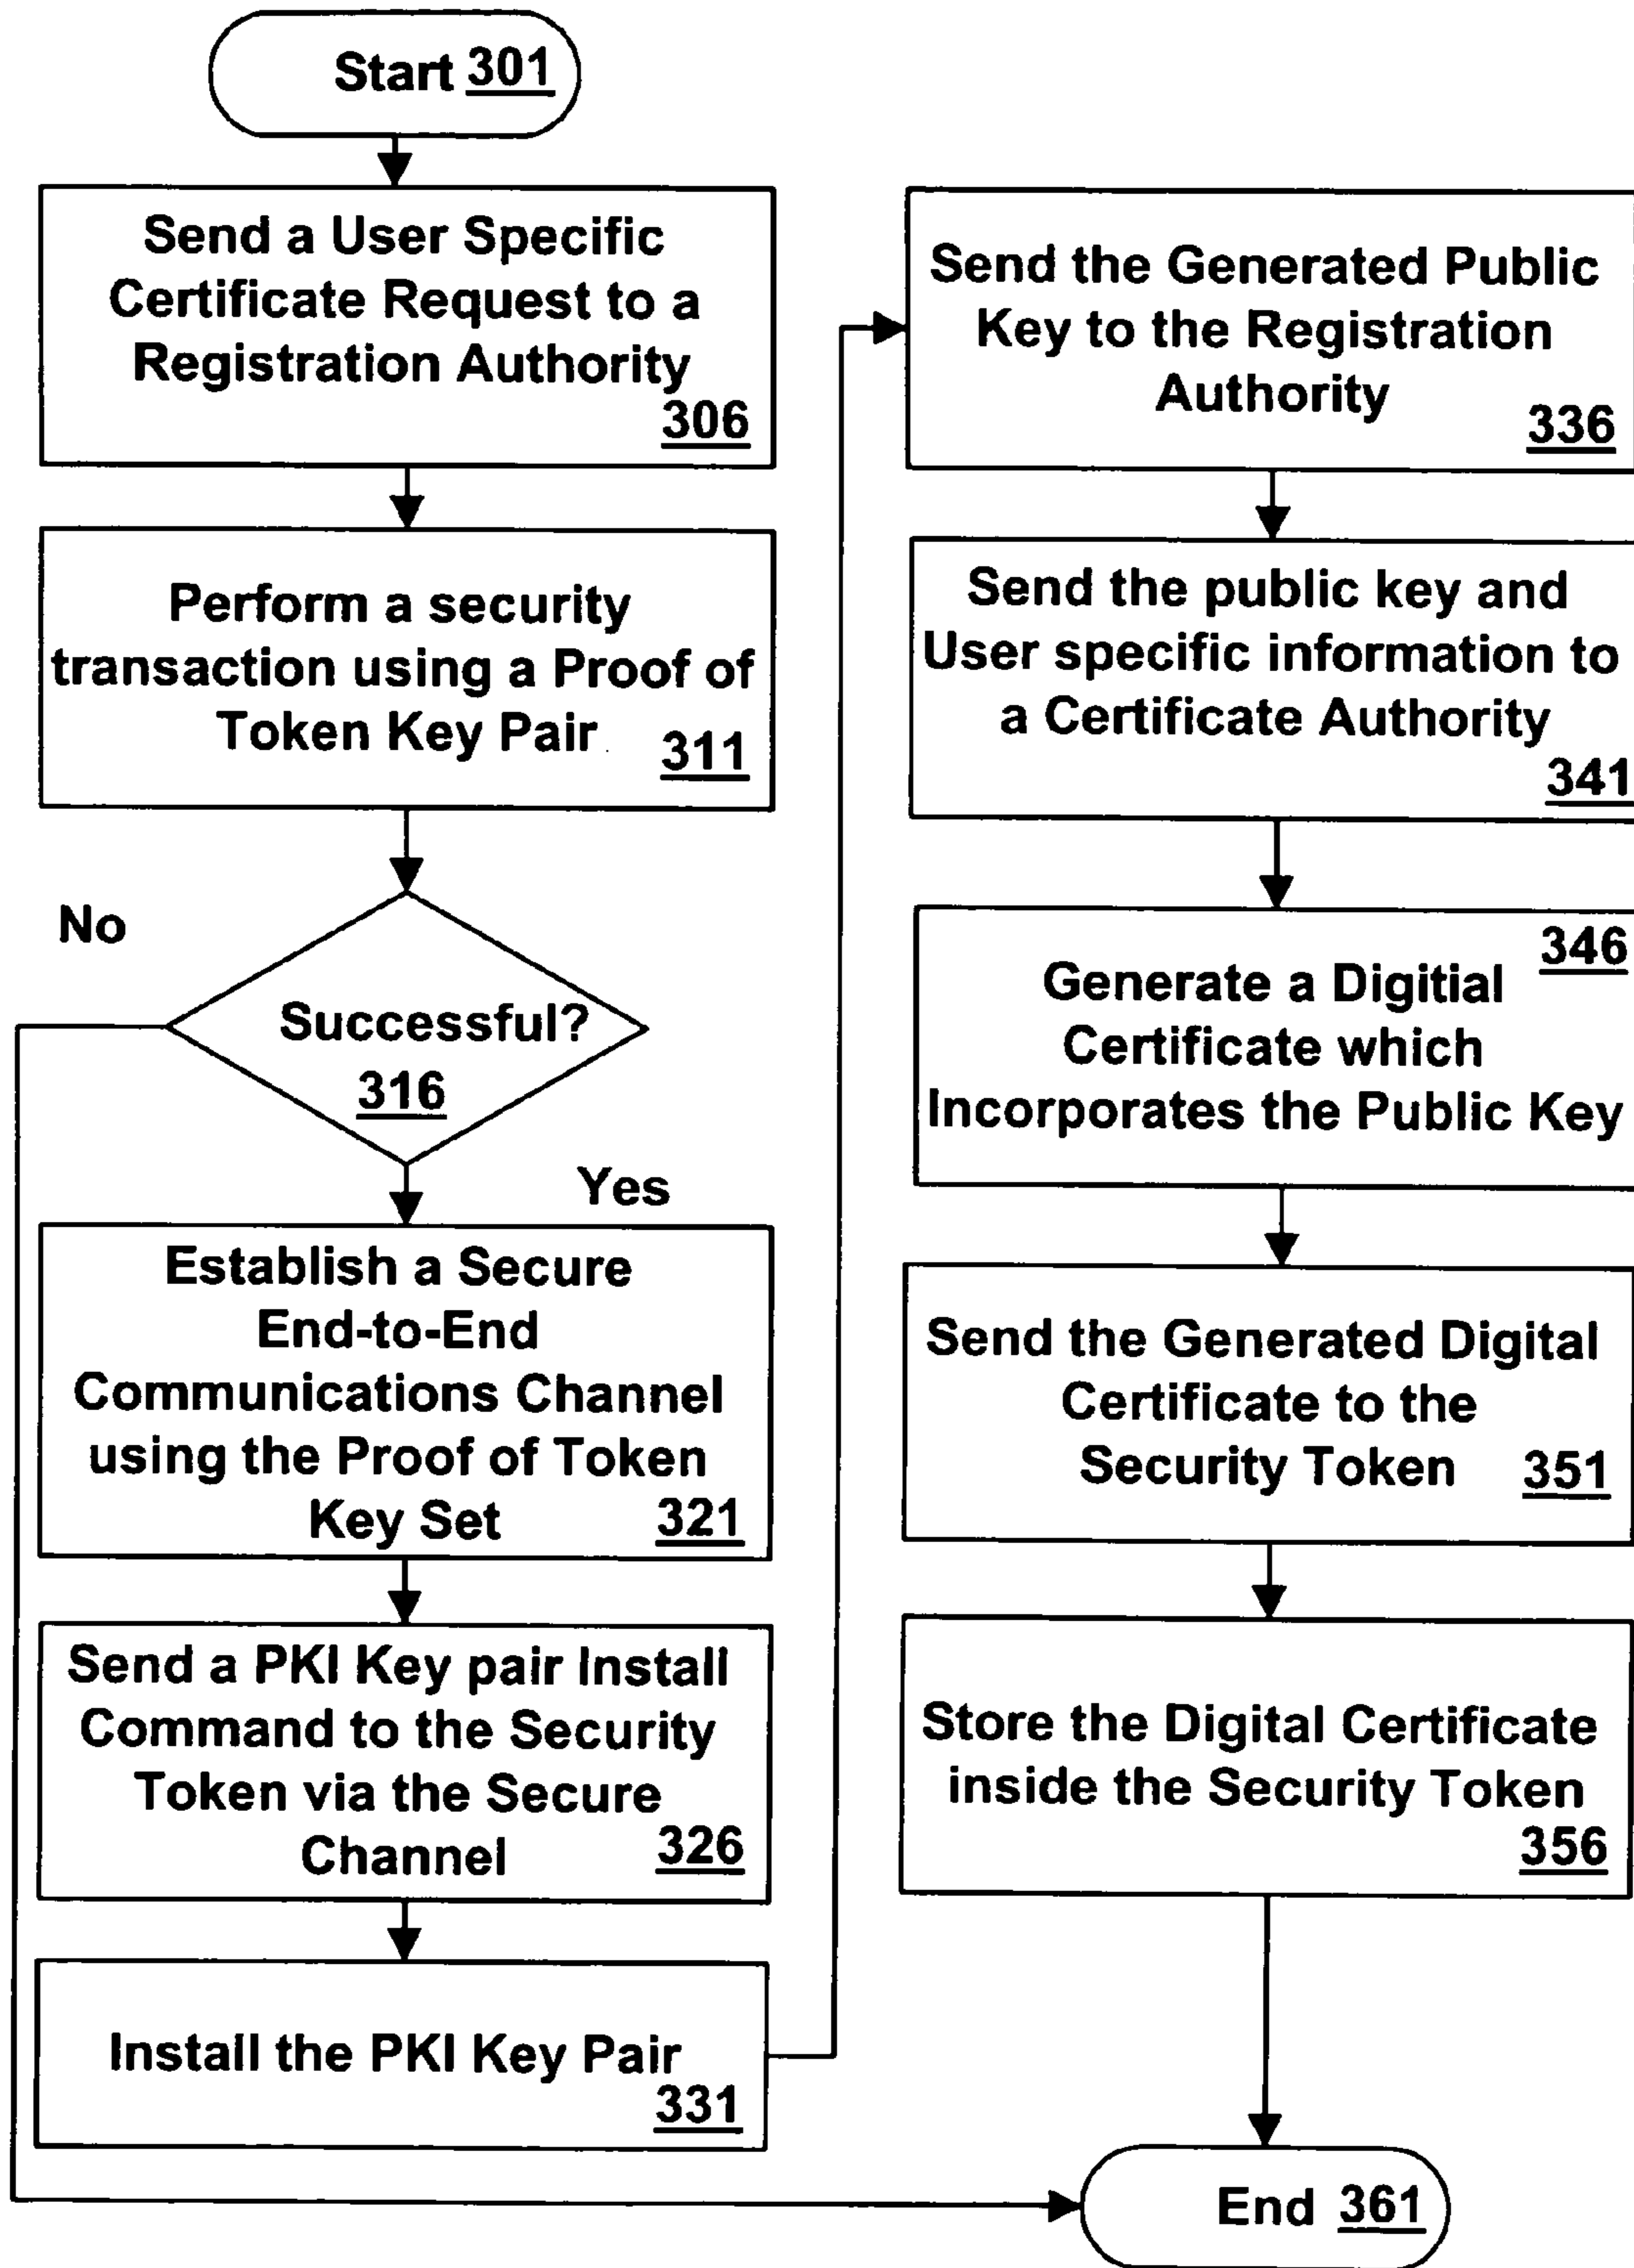 Start 301
Send a User Specific
Certificate Request to a
Registration Authority
306
Perform a security
transaction using a Proof of
Token Key Pair 311
No
Successful?
316
Yes
Establish a Secure
End-to-End
Communications Channel
using the Proof of Token
Key Set 321
Send a PKI Key pair Install
Command to the Security
Token via the Secure
Channel 326
Install the PKI Key Pair
331
Send the Generated Public
Key to the Registration
Authority 336
Send the public key and
User specific information to
a Certificate Authority
341
346
Generate a Digitial
Certificate which
Incorporates the Public Key
Send the Generated Digital
Certificate to the
Security Token 351
Store the Digital Certificate
inside the Security Token
356
End 361